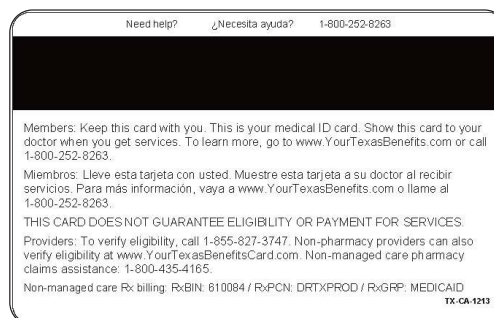 Need help? ¿Necesita ayuda? 1-800-252-8263
Members: Keep this card with you. This is your medical ID card. Show this card to your
doctor when you get services. To learn more, go to www.YourTexasBenefits.com or call
1-800-252-8263.
Miembros: Lleve esta tarjeta con usted. Muestre esta tarjeta a su doctor al recibir
servicios. Para más información, vaya a www.YourTexasBenefits.com o llame al
1-800-252-8263.
THIS CARD DOES NOT GUARANTEE ELIGIBILITY OR PAYMENT FOR SERVICES.
Providers: To verify eligibility, call 1-855-827-3747. Non-pharmacy providers can also
verify eligibility at www.YourTexasBenefitsCard.com. Non-managed care pharmacy
claims assistance: 1-800-435-4165.
Non-managed care Rx billing: RxBIN: 610084 / RxPCN: DRTXPROD / RxGRP: MEDICAID
TX-CA-1213